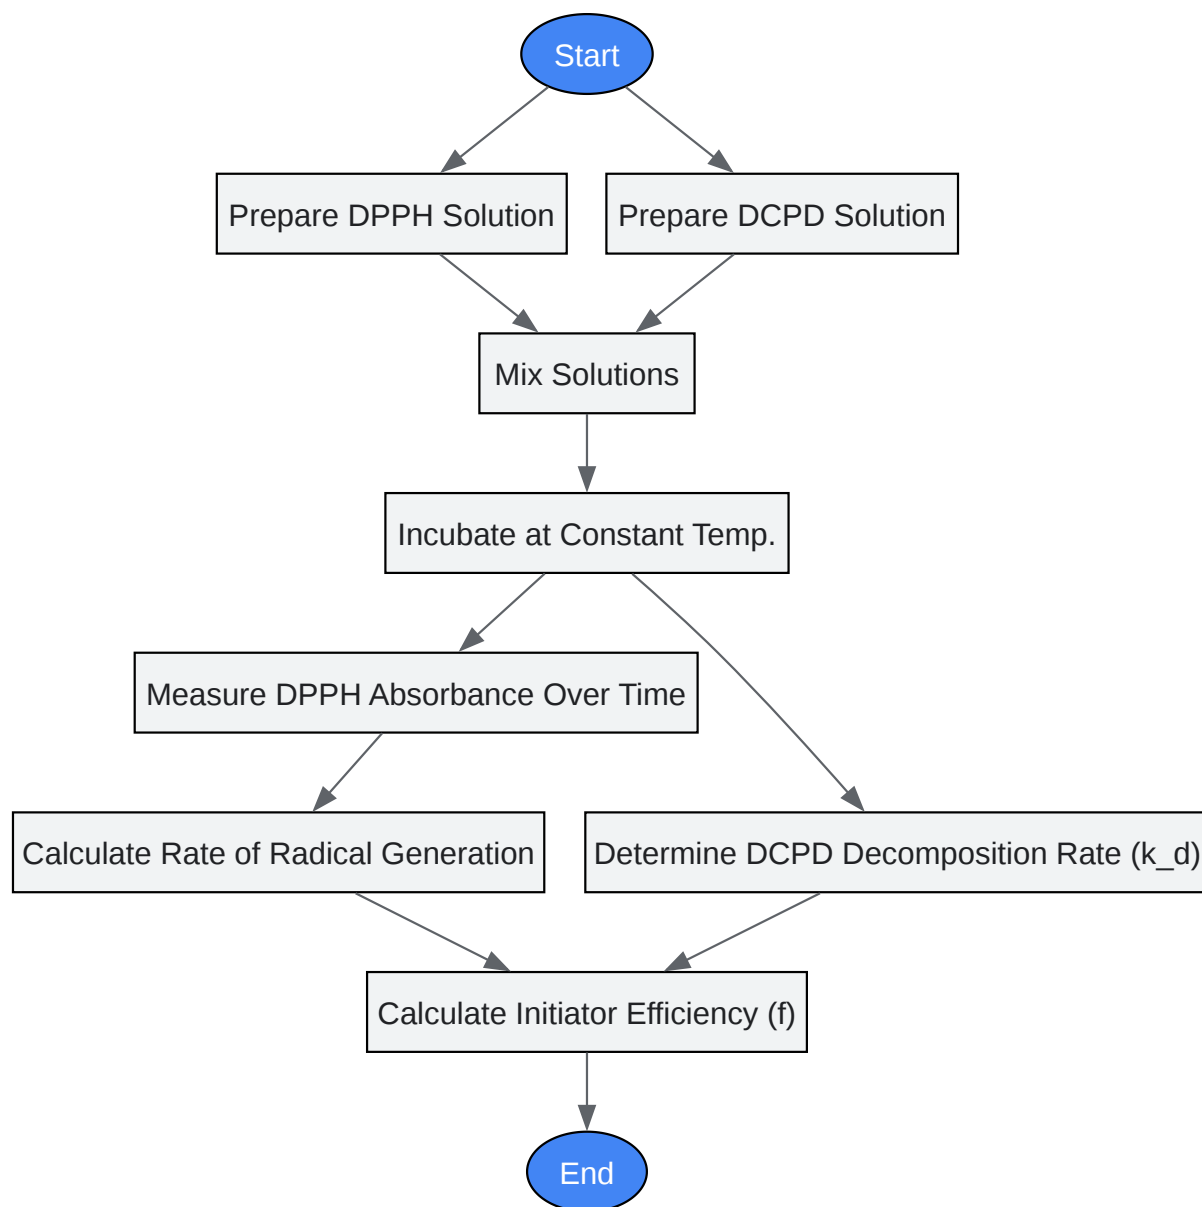 Start
Prepare DPPH Solution
Prepare DCPD Solution
Mix Solutions
Incubate at Constant Temp.
Measure DPPH Absorbance Over Time
Calculate Rate of Radical Generation
Determine DCPD Decomposition Rate (k_d)
Calculate Initiator Efficiency (f)
End